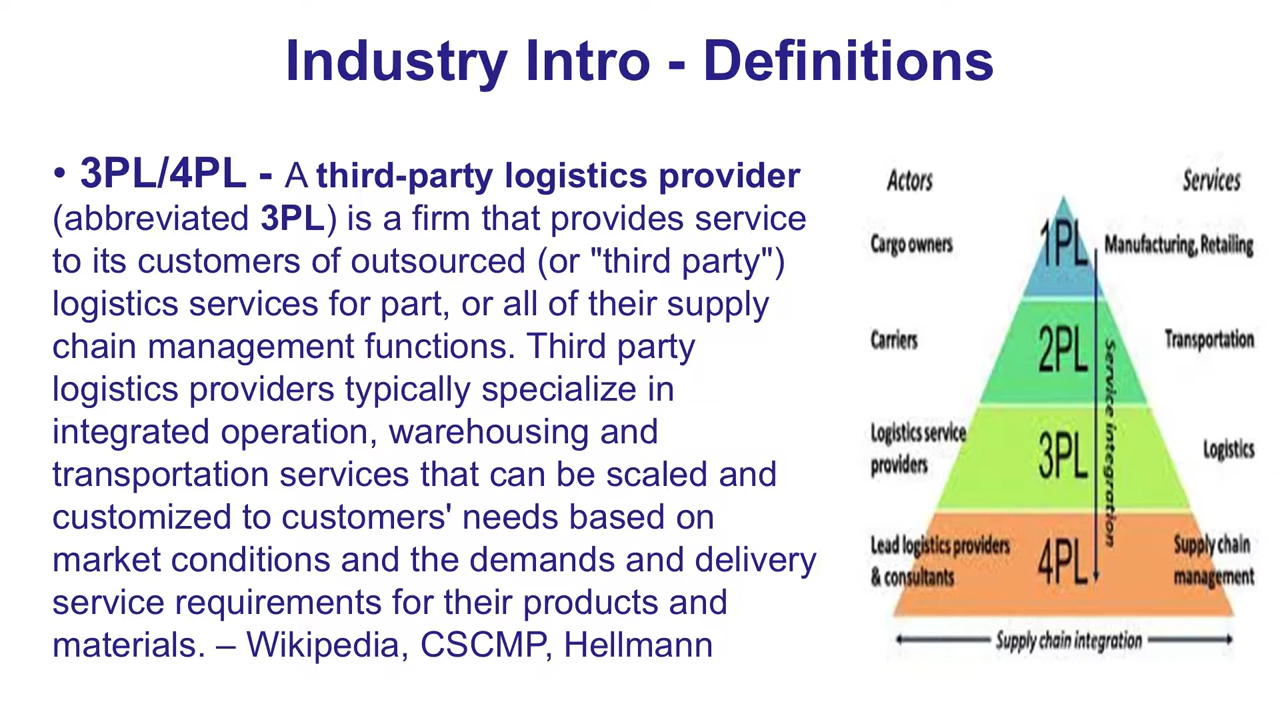 Industry Intro - Definitions
• 3PL/4PL - A third-party logistics provider
(abbreviated 3PL) is a firm that provides service
to its customers of outsourced (or "third party")
logistics services for part, or all of their supply
chain management functions. Third party
logistics providers typically specialize in
integrated operation, warehousing and
transportation services that can be scaled and
customized to customers' needs based on
market conditions and the demands and delivery
service requirements for their products and
materials. – Wikipedia, CSCMP, Hellmann
Actors
Services
Cargo owners
1PL
Manufacturing, Retailing
Carriers
2PL
Transportation
Logistics service
providers
3PL
Logistics
Lead logistics providers
& consultants
4PL
Supply chain
management
Service integration
Supply chain integration